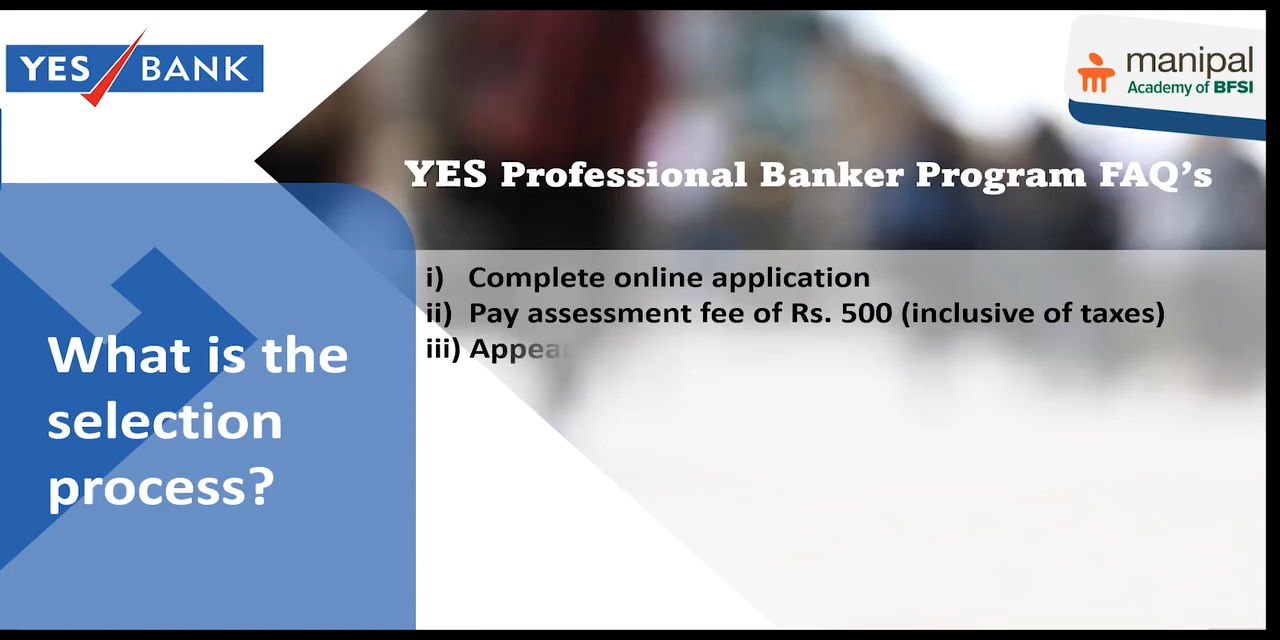 YES BANK
manipal
Academy of BFSI
YES Professional Banker Program FAQ's
What is the
selection
process?
i) Complete online application
ii) Pay assessment fee of Rs. 500 (inclusive of taxes)
iii) Appea